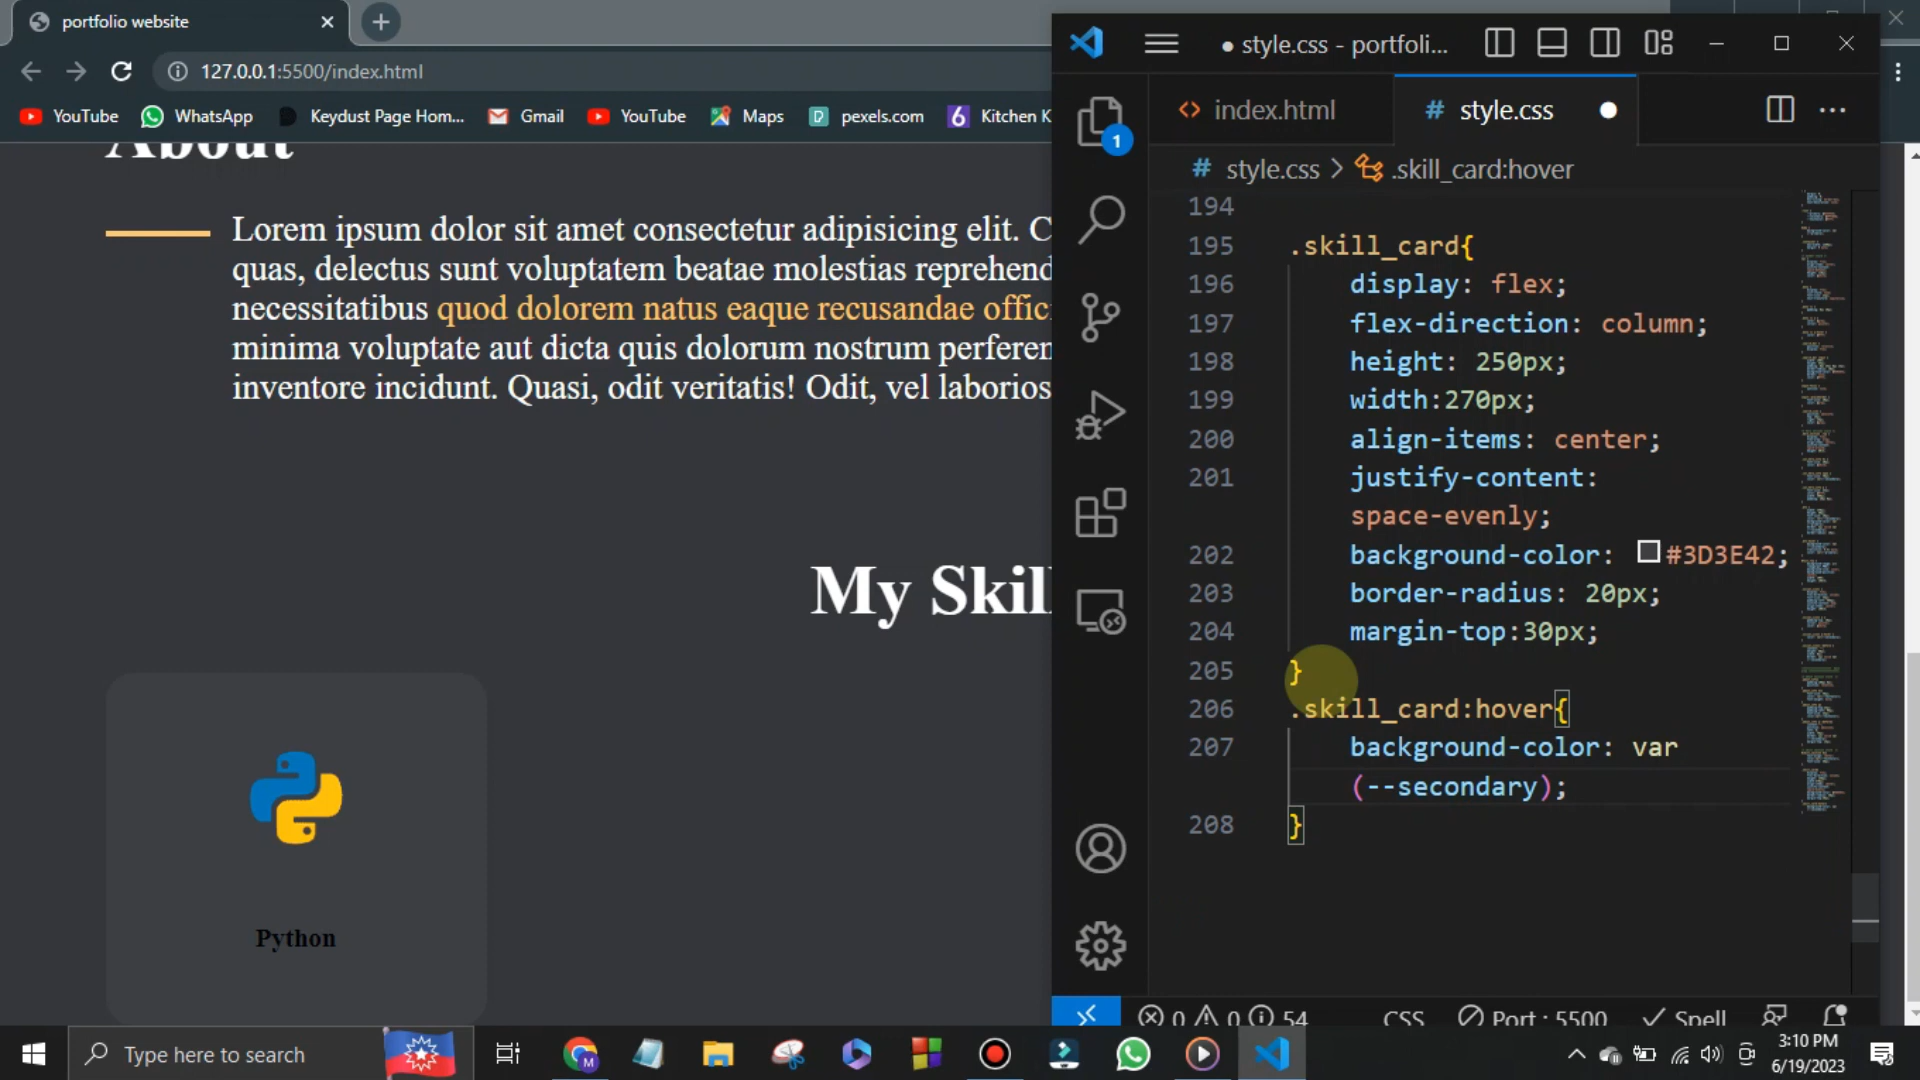 portfolio website
127.0.0.1:5500/index.html
YouTube WhatsApp Keydust Page Hom... Gmail YouTube Maps pexels.com Kitchen K
About
Lorem ipsum dolor sit amet consectetur adipisicing elit. C
quas, delectus sunt voluptatem beatae molestias reprehend
necessitatibus quod dolorem natus eaque recusandae offici
minima voluptate aut dicta quis dolorum nostrum perferen
inventore incidunt. Quasi, odit veritatis! Odit, vel laborios
My Skill
Python
● style.css - portfoli...
index.html
# style.css
# style.css > .skill_card:hover
194
195 .skill_card{
196 display: flex;
197 flex-direction: column;
198 height: 250px;
199 width:270px;
200 align-items: center;
201 justify-content:
space-evenly;
202 background-color: #3D3E42;
203 border-radius: 20px;
204 margin-top:30px;
205 }
206 .skill_card:hover{
207 background-color: var
(--secondary);
208 }
1
0 0 54 CSS Port : 5500 Spell
Type here to search
M
3:10 PM
6/19/2023